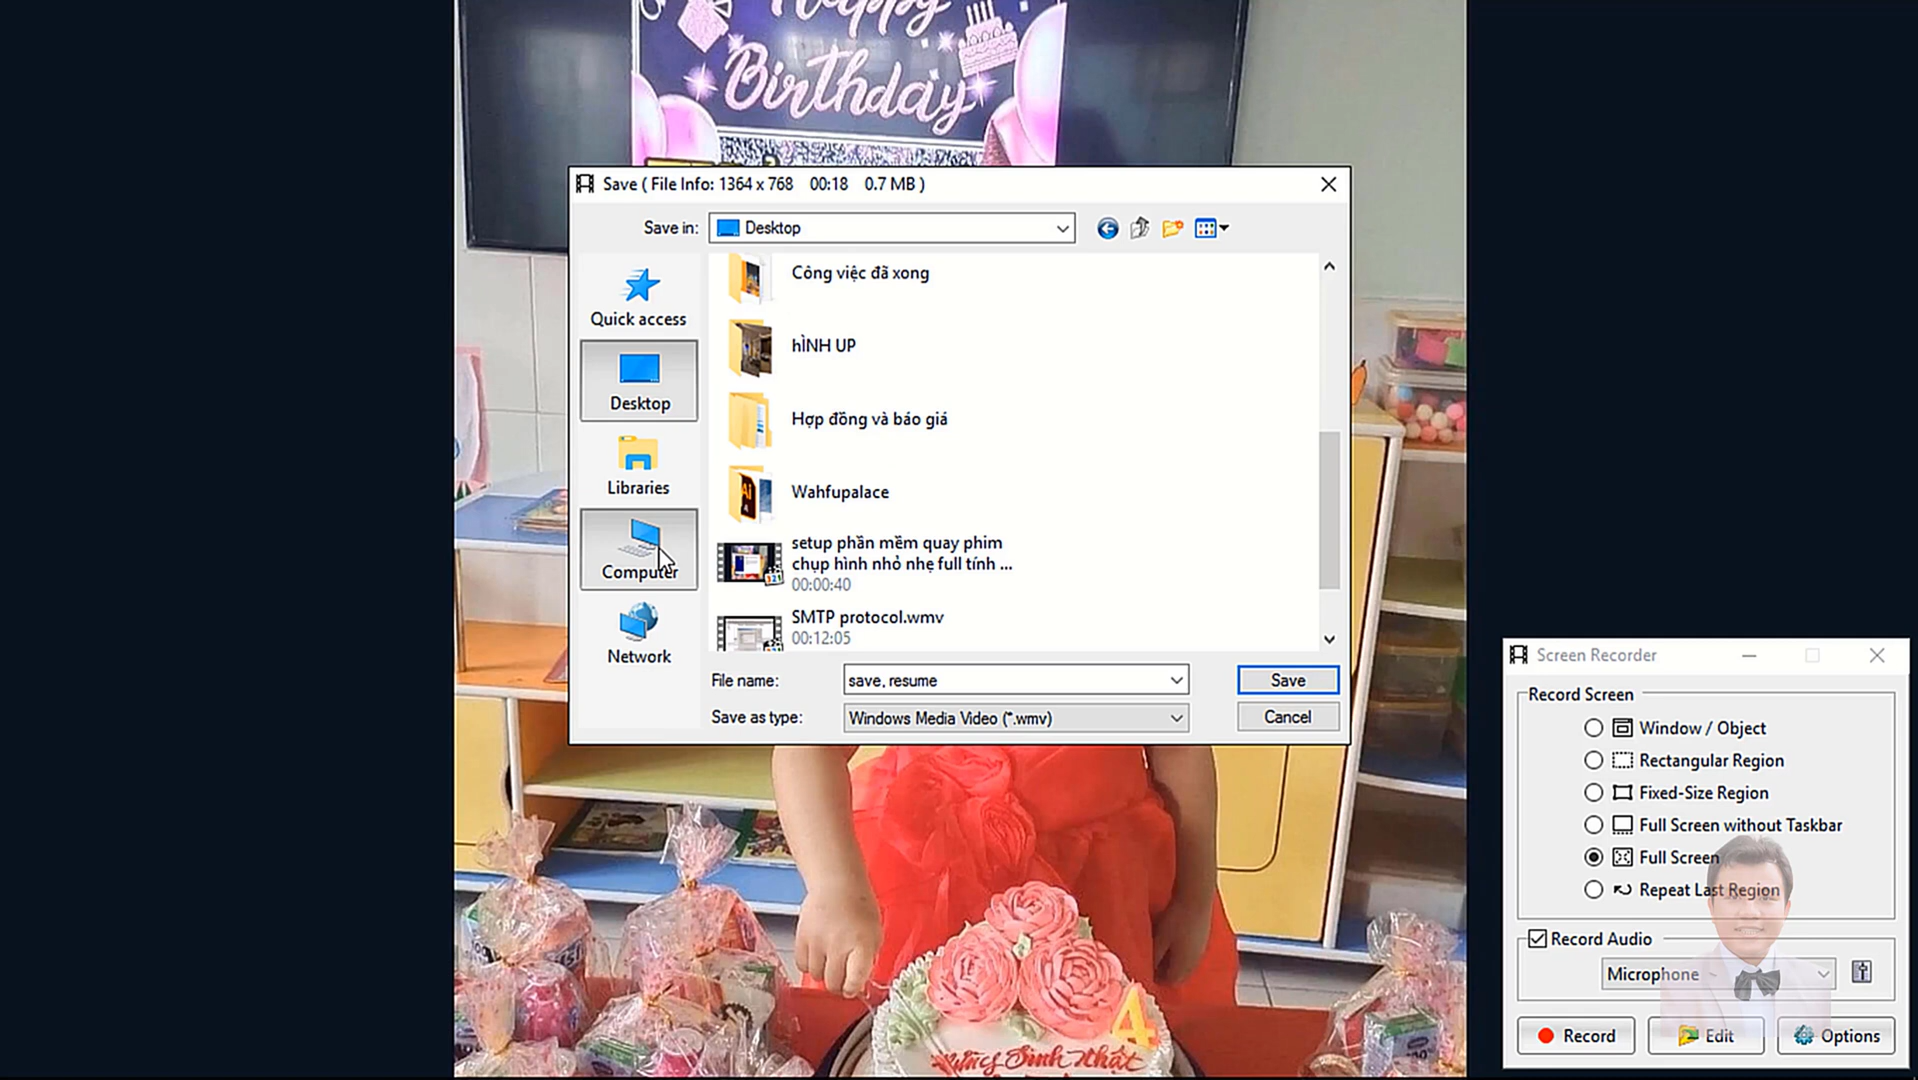 Happy
Birthday
Save ( File Info: 1364 x 768 00:18 0.7 MB )
Save in:
Desktop
Quick access
Desktop
Libraries
Computer
Network
Công việc đã xong
hÌNH UP
Hợp đồng và báo giá
Wahfupalace
setup phần mềm quay phim
chụp hình nhỏ nhẹ full tính ...
00:00:40
SMTP protocol.wmv
00:12:05
File name:
save, resume
Save
Save as type:
Windows Media Video (*.wmv)
Cancel
Screen Recorder
Record Screen
Window / Object
Rectangular Region
Fixed-Size Region
Full Screen without Taskbar
Full Screen
Repeat Last Region
Record Audio
Microphone
Record
Edit
Options
4
Mừng Sinh Nhật